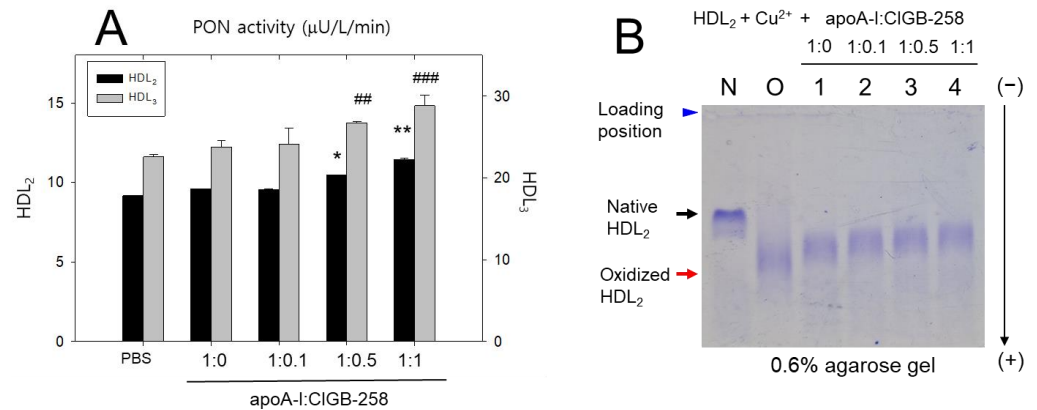 A
PON activity (μU/L/min)
HDL₂
HDL₃
15
10
5
0
HDL₂
30
20
10
0
HDL₃
*
**
##
###
PBS
1:0
1:0.1
1:0.5
1:1
apoA-I:CIGB-258
B
HDL₂ + Cu²⁺ + apoA-I:CIGB-258
1:0 1:0.1 1:0.5 1:1
N O 1 2 3 4
(−)
Loading position
Native HDL₂
Oxidized HDL₂
(+)
0.6% agarose gel